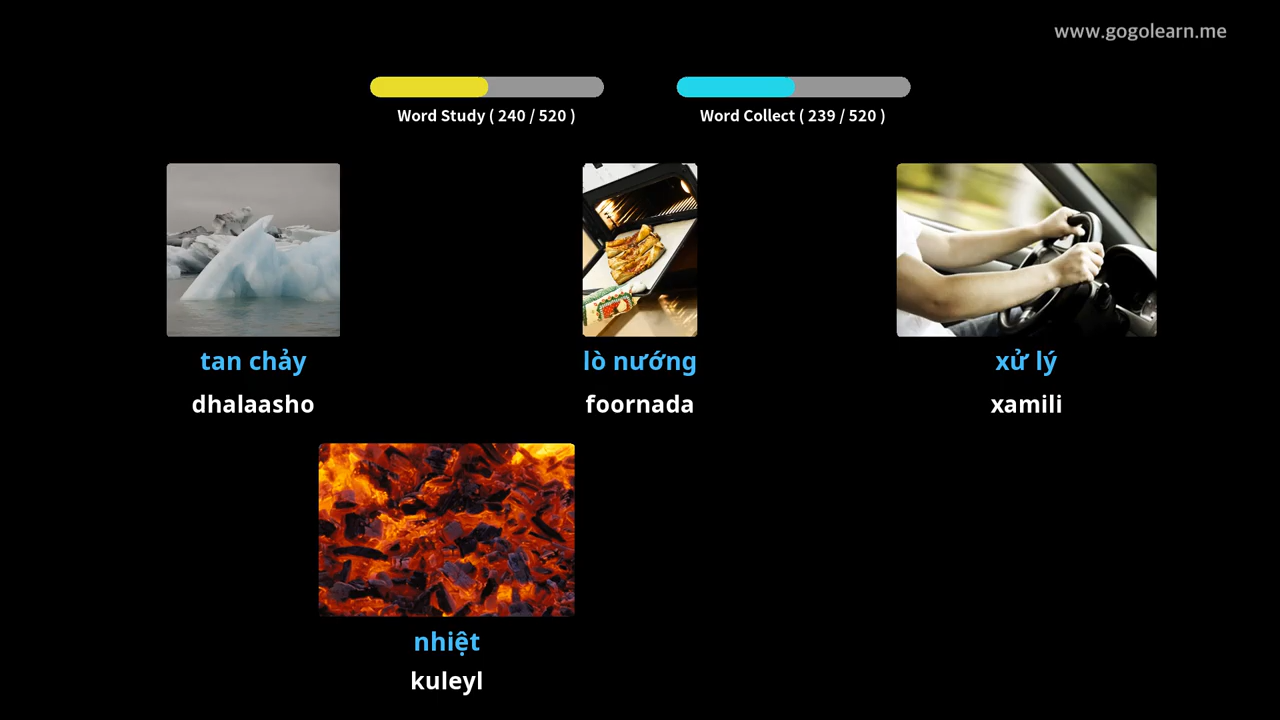 www.gogolearn.me
Word Study ( 240 / 520 )
Word Collect ( 239 / 520 )
tan chảy
dhalaasho
lò nướng
foornada
xử lý
xamili
nhiệt
kuleyl